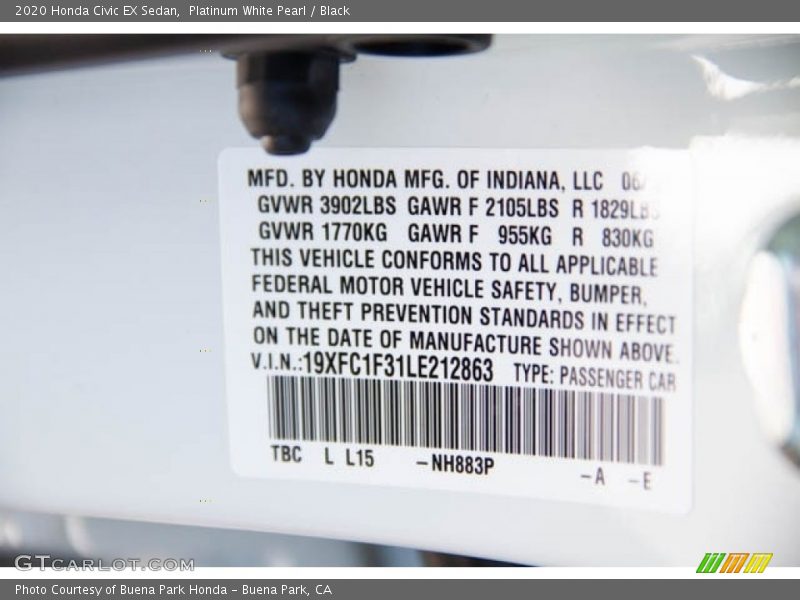 2020 Honda Civic EX Sedan, Platinum White Pearl / Black
MFD. BY HONDA MFG. OF INDIANA, LLC 06/
GVWR 3902LBS GAWR F 2105LBS R 1829LBS
GVWR 1770KG GAWR F 955KG R 830KG
THIS VEHICLE CONFORMS TO ALL APPLICABLE
FEDERAL MOTOR VEHICLE SAFETY, BUMPER,
AND THEFT PREVENTION STANDARDS IN EFFECT
ON THE DATE OF MANUFACTURE SHOWN ABOVE.
V.I.N.:19XFC1F31LE212863 TYPE: PASSENGER CAR
TBC L L15 -NH883P -A -E
GTCARLOT.COM
Photo Courtesy of Buena Park Honda - Buena Park, CA